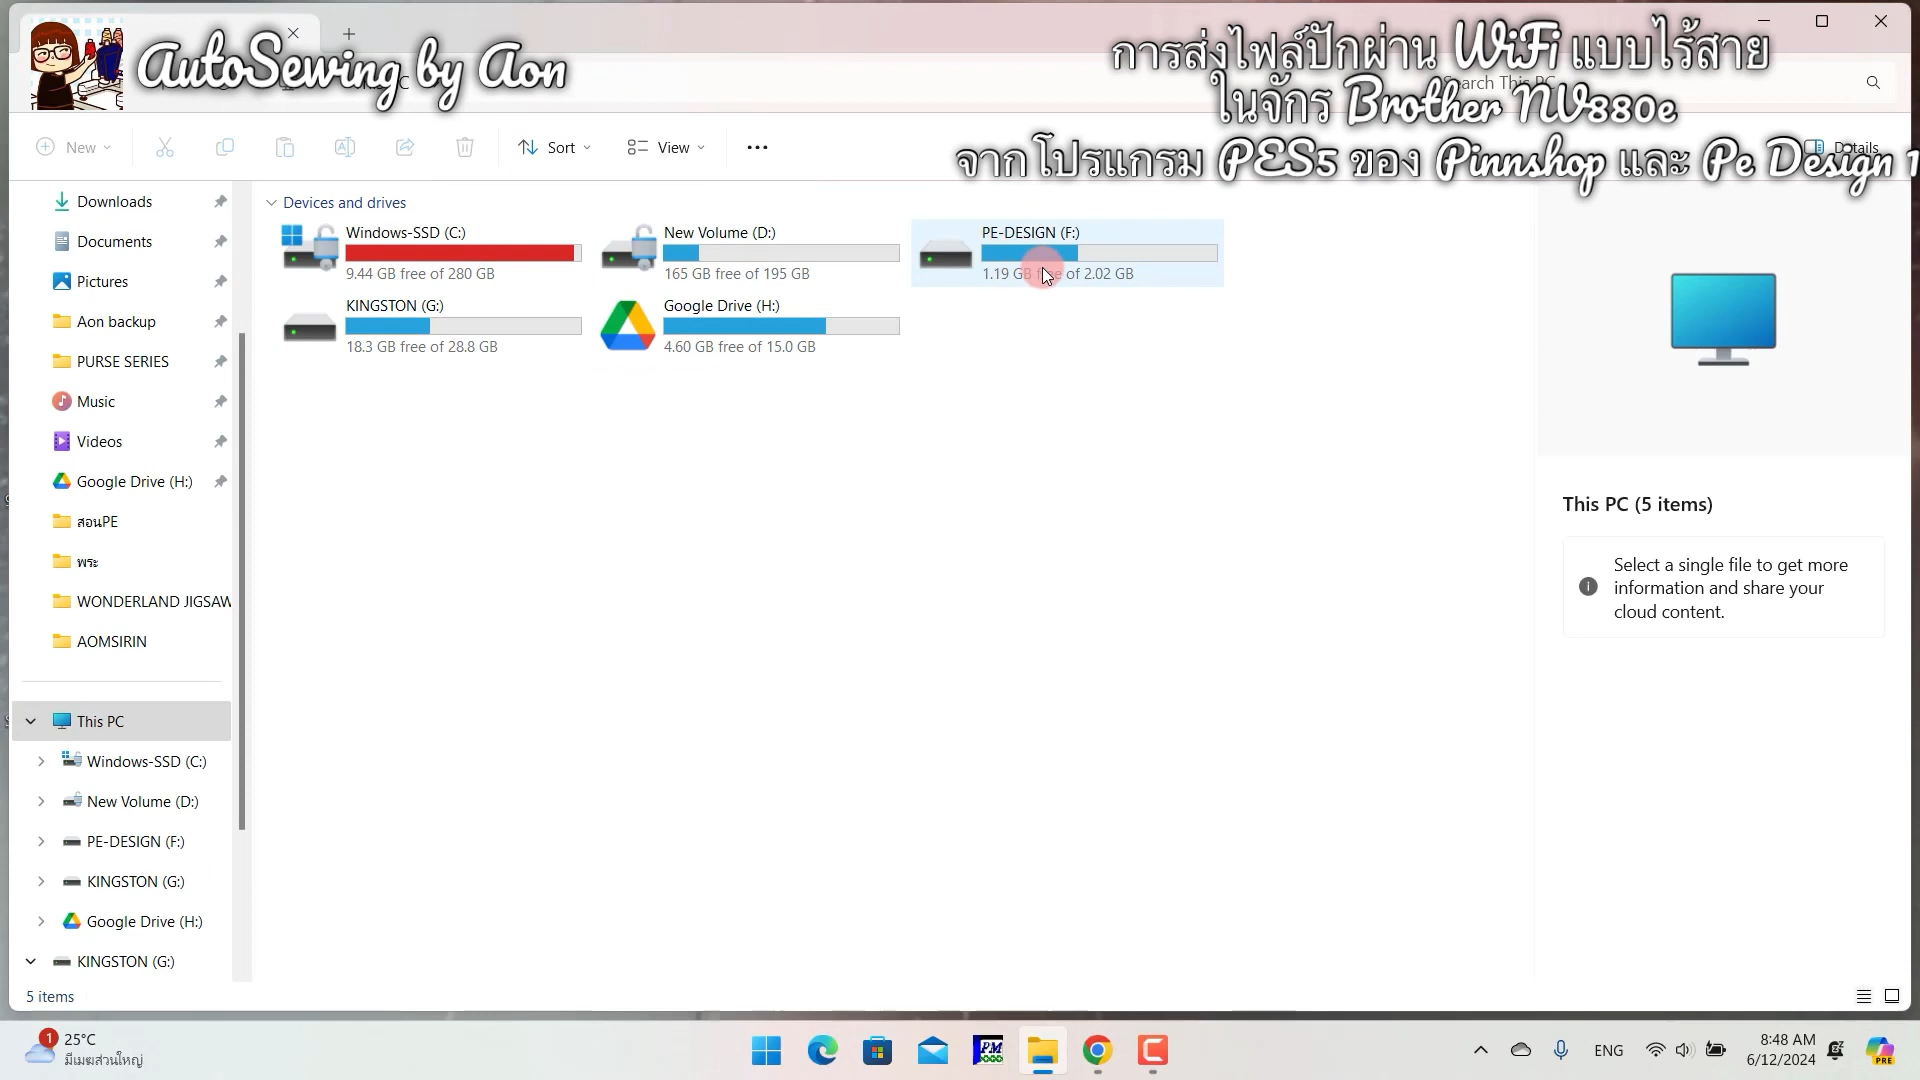 AutoSewing by Aon
การส่งไฟล์ปักผ่าน WiFi แบบไร้สาย
ในจักร Brother NV880e
จากโปรแกรม PES5 ของ Pinnshop และ Pe Design 1
Search This PC
New
Sort
View
Details
Downloads
Documents
Pictures
Aon backup
PURSE SERIES
Music
Videos
Google Drive (H:)
สอนPE
พระ
WONDERLAND JIGSAW
AOMSIRIN
This PC
Windows-SSD (C:)
New Volume (D:)
PE-DESIGN (F:)
KINGSTON (G:)
Google Drive (H:)
KINGSTON (G:)
5 items
Devices and drives
Windows-SSD (C:)
9.44 GB free of 280 GB
New Volume (D:)
165 GB free of 195 GB
PE-DESIGN (F:)
1.19 GB free of 2.02 GB
KINGSTON (G:)
18.3 GB free of 28.8 GB
Google Drive (H:)
4.60 GB free of 15.0 GB
This PC (5 items)
Select a single file to get more
information and share your
cloud content.
1
25°C
มีเมฆส่วนใหญ่
PM
ENG
8:48 AM
6/12/2024
PRE